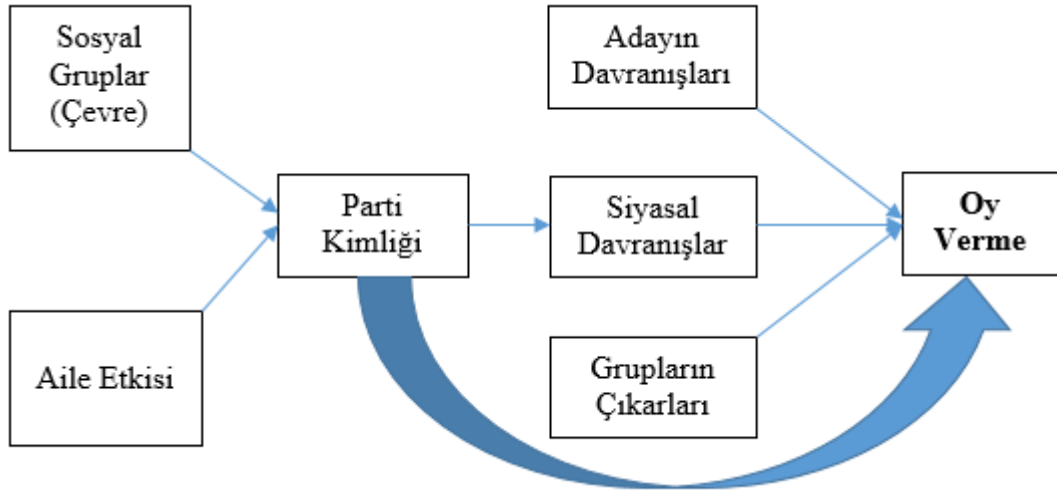 Sosyal
Gruplar
(Çevre)
Aile Etkisi
Parti
Kimliği
Adayın
Davranışları
Siyasal
Davranışlar
Grupların
Çıkarları
Oy
Verme